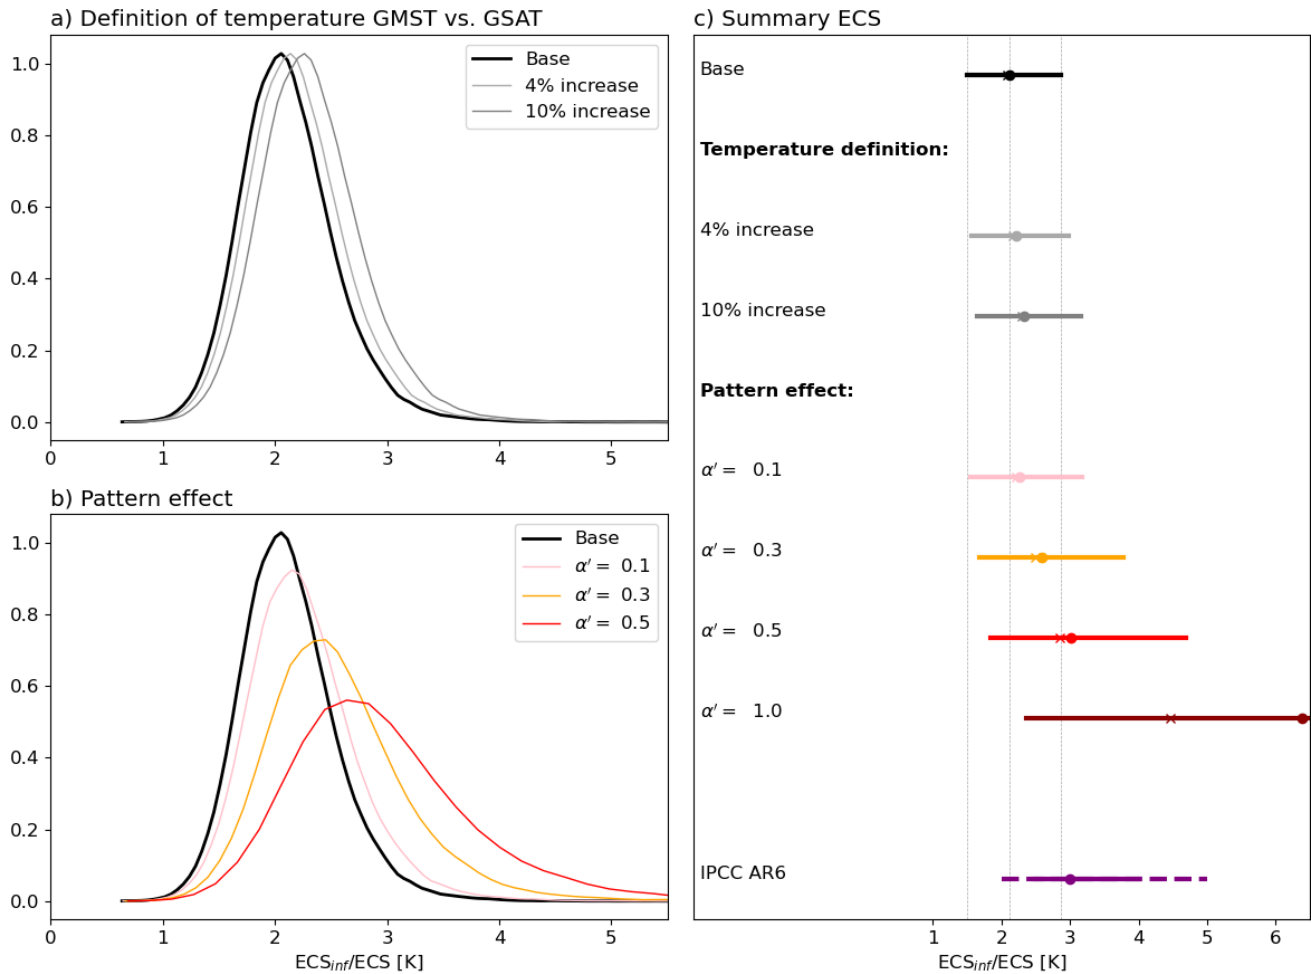 a) Definition of temperature GMST vs. GSAT
Base
4% increase
10% increase
1.0
0.8
0.6
0.4
0.2
0.0
0 1 2 3 4 5
b) Pattern effect
Base
α′ = 0.1
α′ = 0.3
α′ = 0.5
1.0
0.8
0.6
0.4
0.2
0.0
0 1 2 3 4 5
ECSinf/ECS [K]
c) Summary ECS
Base
Temperature definition:
4% increase
10% increase
Pattern effect:
α′ = 0.1
α′ = 0.3
α′ = 0.5
α′ = 1.0
IPCC AR6
1 2 3 4 5 6
ECSinf/ECS [K]